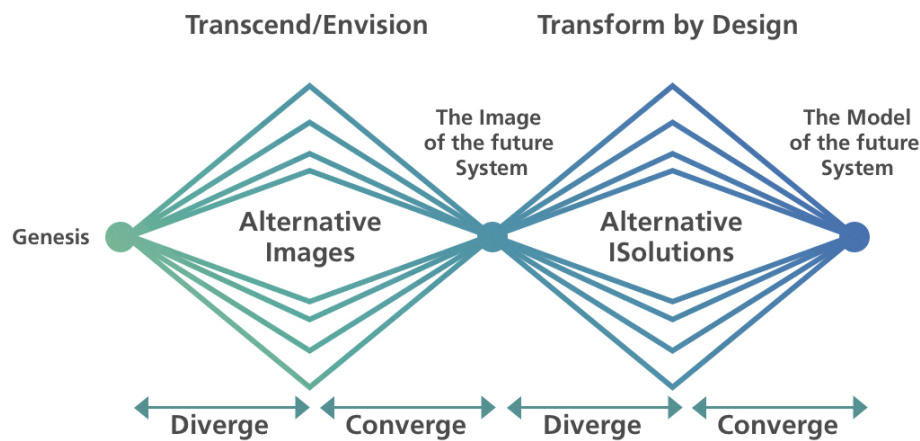 Transcend/Envision
Transform by Design
The Image
of the future
System
The Model
of the future
System
Genesis
Alternative
Images
Alternative
ISolutions
Diverge
Converge
Diverge
Converge